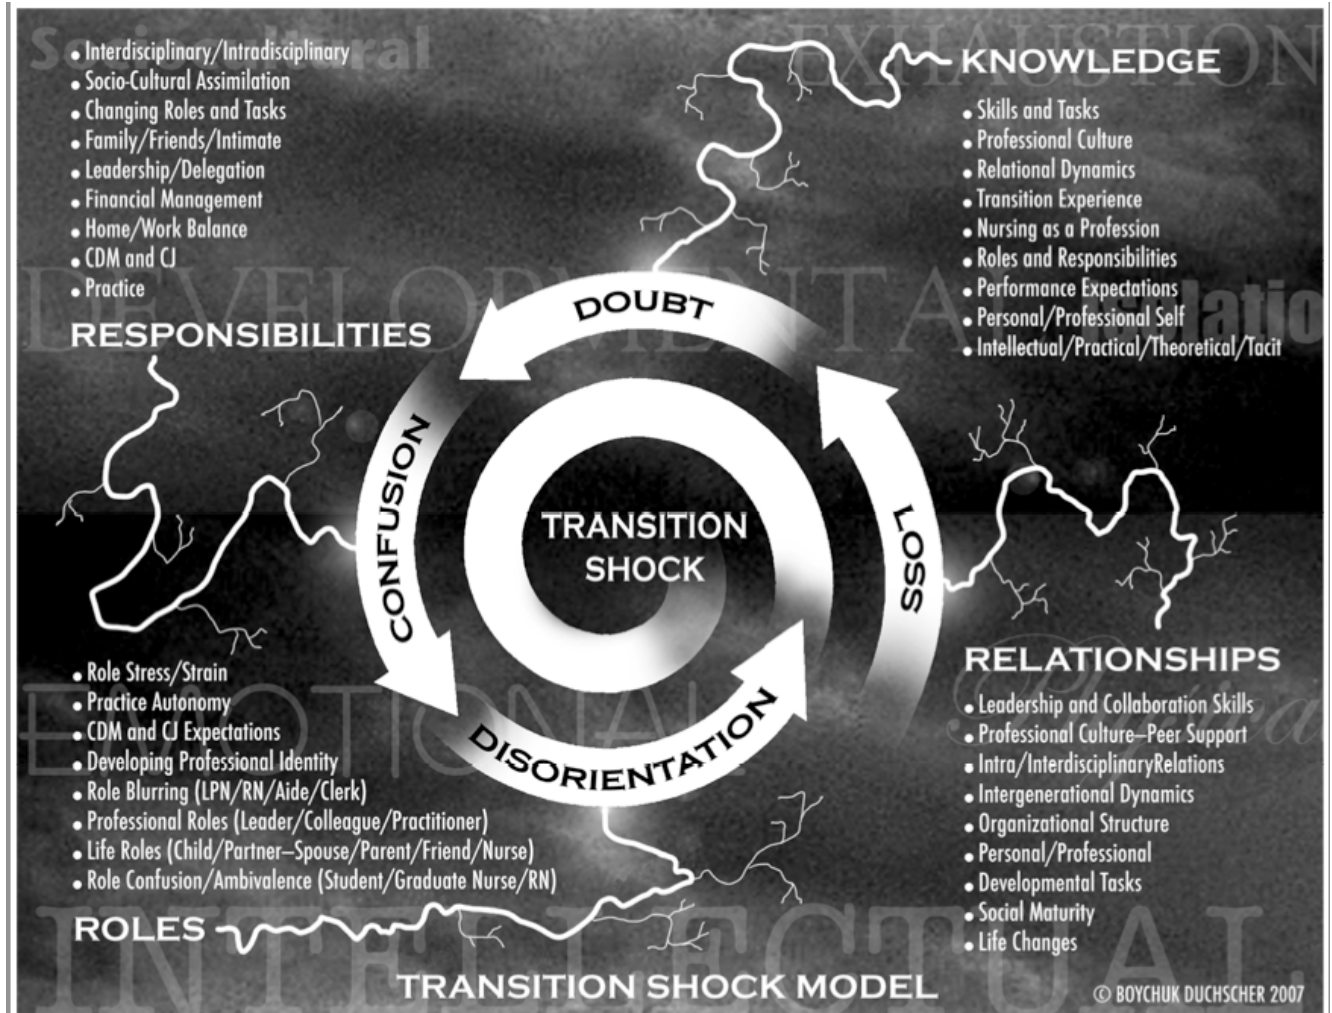 Sociocultural
EXHAUSTION
• Interdisciplinary/Intradisciplinary
• Socio-Cultural Assimilation
• Changing Roles and Tasks
• Family/Friends/Intimate
• Leadership/Delegation
• Financial Management
• Home/Work Balance
• CDM and CJ
• Practice
RESPONSIBILITIES
KNOWLEDGE
• Skills and Tasks
• Professional Culture
• Relational Dynamics
• Transition Experience
• Nursing as a Profession
• Roles and Responsibilities
• Performance Expectations
• Personal/Professional Self
• Intellectual/Practical/Theoretical/Tacit
DEVELOPMENTAL
DOUBT
CONFUSION
TRANSITION
SHOCK
LOSS
DISORIENTATION
EMOTIONAL
• Role Stress/Strain
• Practice Autonomy
• CDM and CJ Expectations
• Developing Professional Identity
• Role Blurring (LPN/RN/Aide/Clerk)
• Professional Roles (Leader/Colleague/Practitioner)
• Life Roles (Child/Partner–Spouse/Parent/Friend/Nurse)
• Role Confusion/Ambivalence (Student/Graduate Nurse/RN)
ROLES
RELATIONSHIPS
• Leadership and Collaboration Skills
• Professional Culture–Peer Support
• Intra/InterdisciplinaryRelations
• Intergenerational Dynamics
• Organizational Structure
• Personal/Professional
• Developmental Tasks
• Social Maturity
• Life Changes
INTELLECTUAL
TRANSITION SHOCK MODEL
© BOYCHUK DUCHSCHER 2007